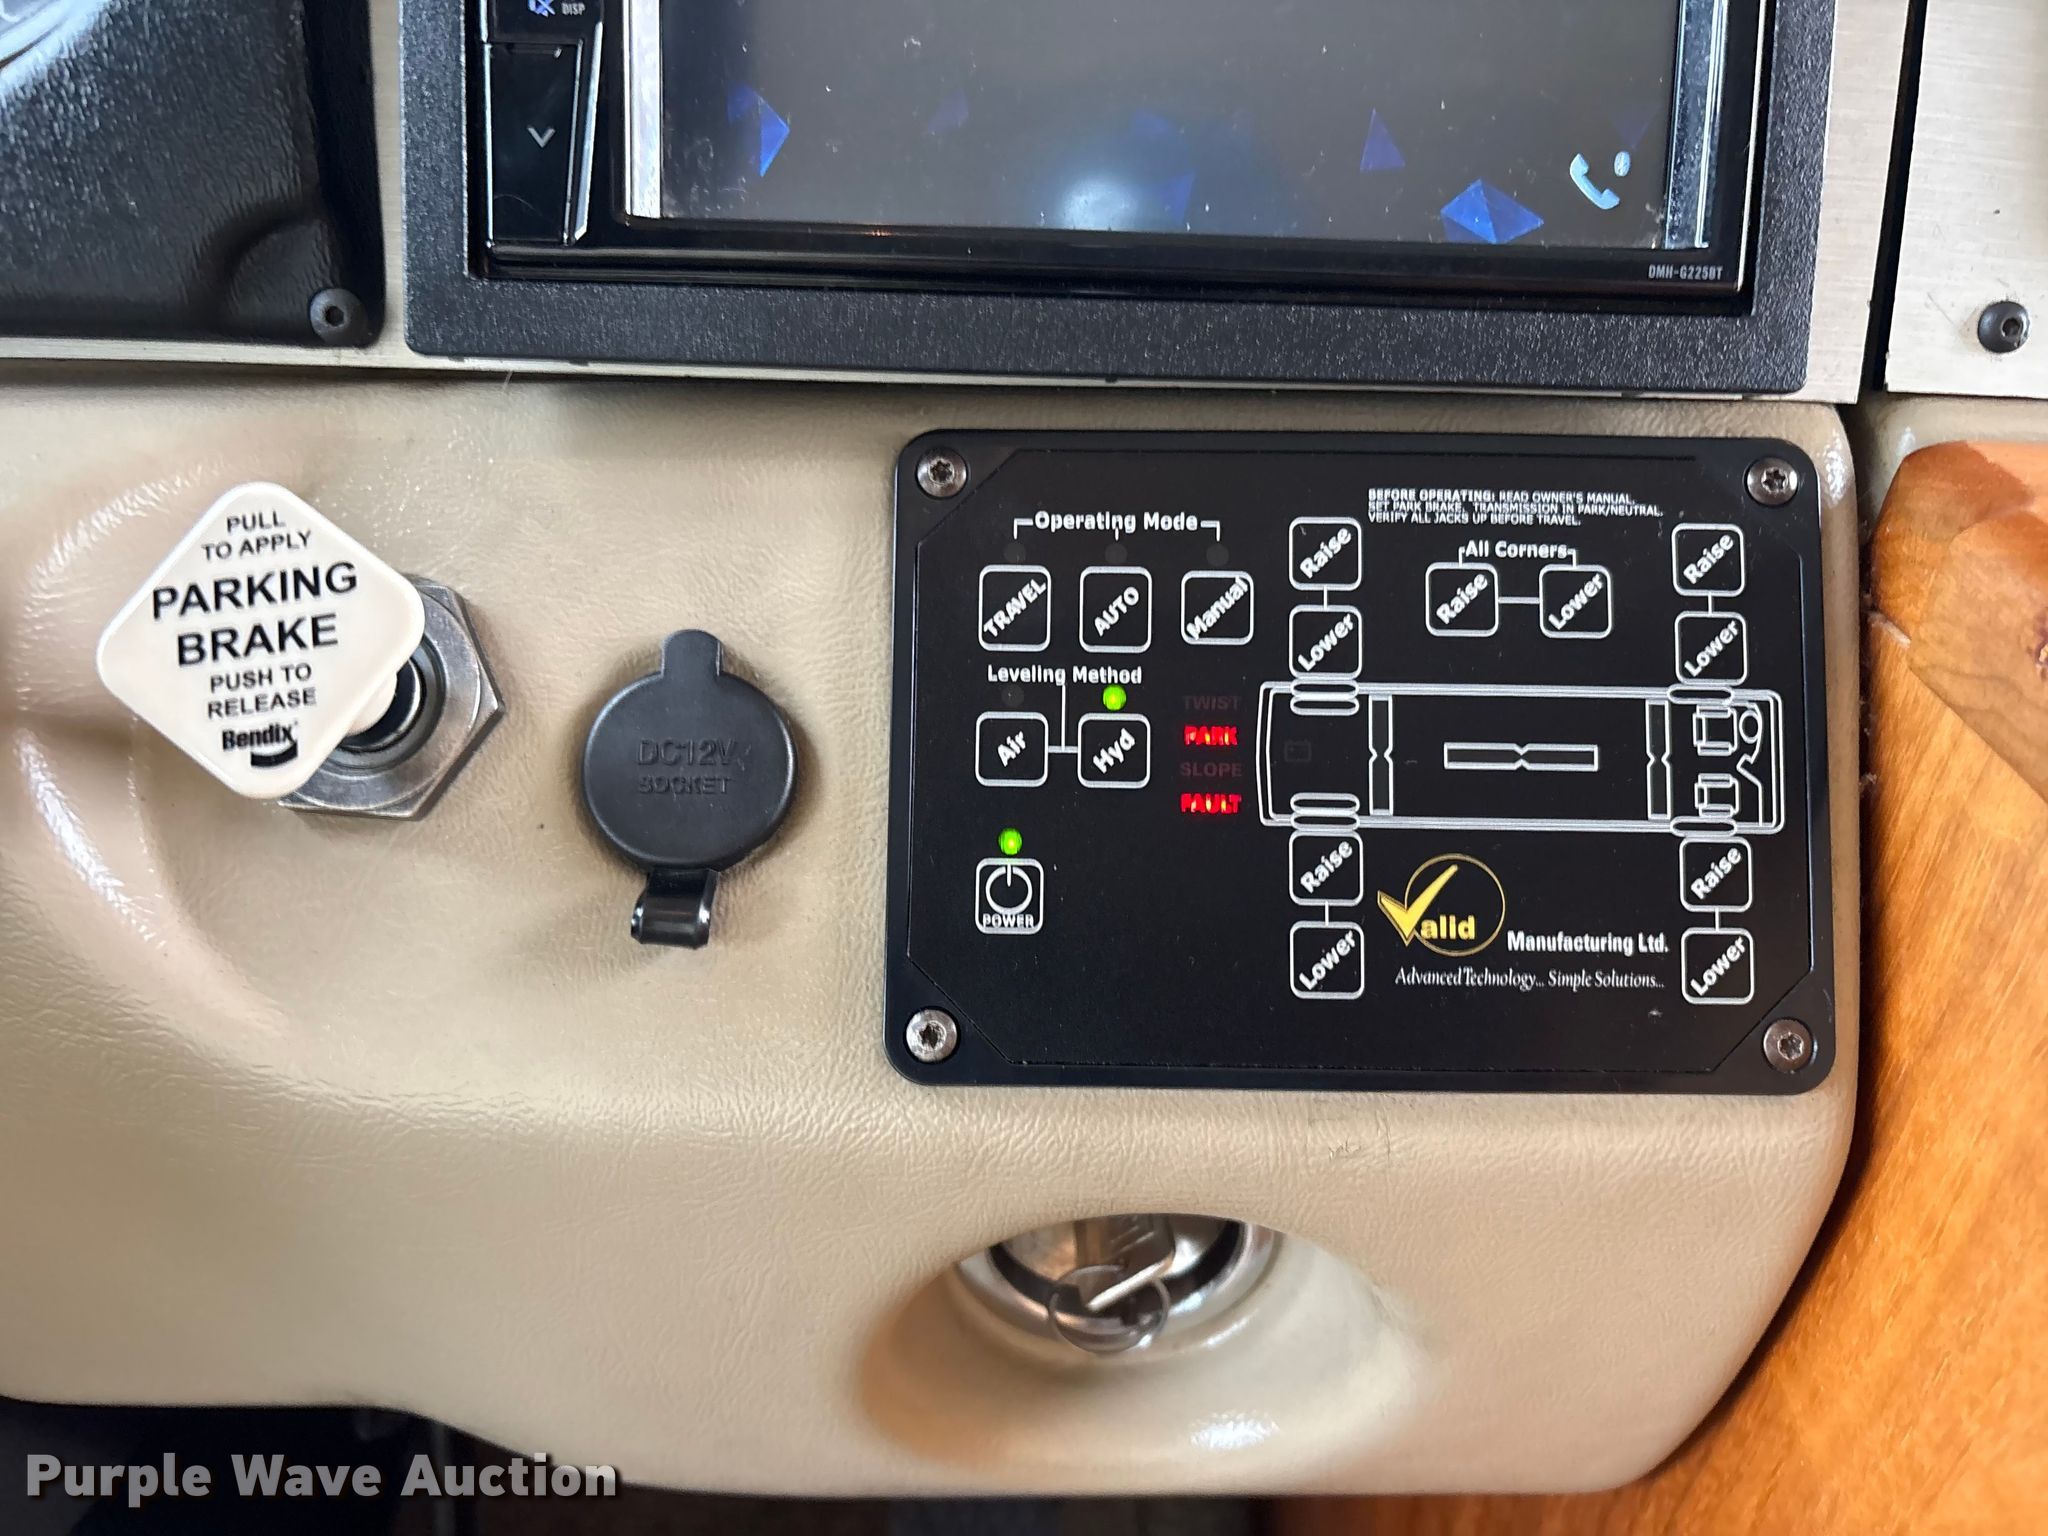 DISP
DMH-G225BT
PULL
TO APPLY
PARKING
BRAKE
PUSH TO
RELEASE
Bendix
DC12V
SOCKET
BEFORE OPERATING: READ OWNER'S MANUAL,
SET PARK BRAKE. TRANSMISSION IN PARK/NEUTRAL.
VERIFY ALL JACKS UP BEFORE TRAVEL.
Operating Mode
TRAVEL
AUTO
Manual
Raise
Lower
All Corners
Raise
Lower
Raise
Lower
Leveling Method
Air
Hyd
TWIST
PARK
SLOPE
FAULT
POWER
Raise
Lower
Raise
Lower
Valid
Manufacturing Ltd.
Advanced Technology... Simple Solutions...
Purple Wave Auction